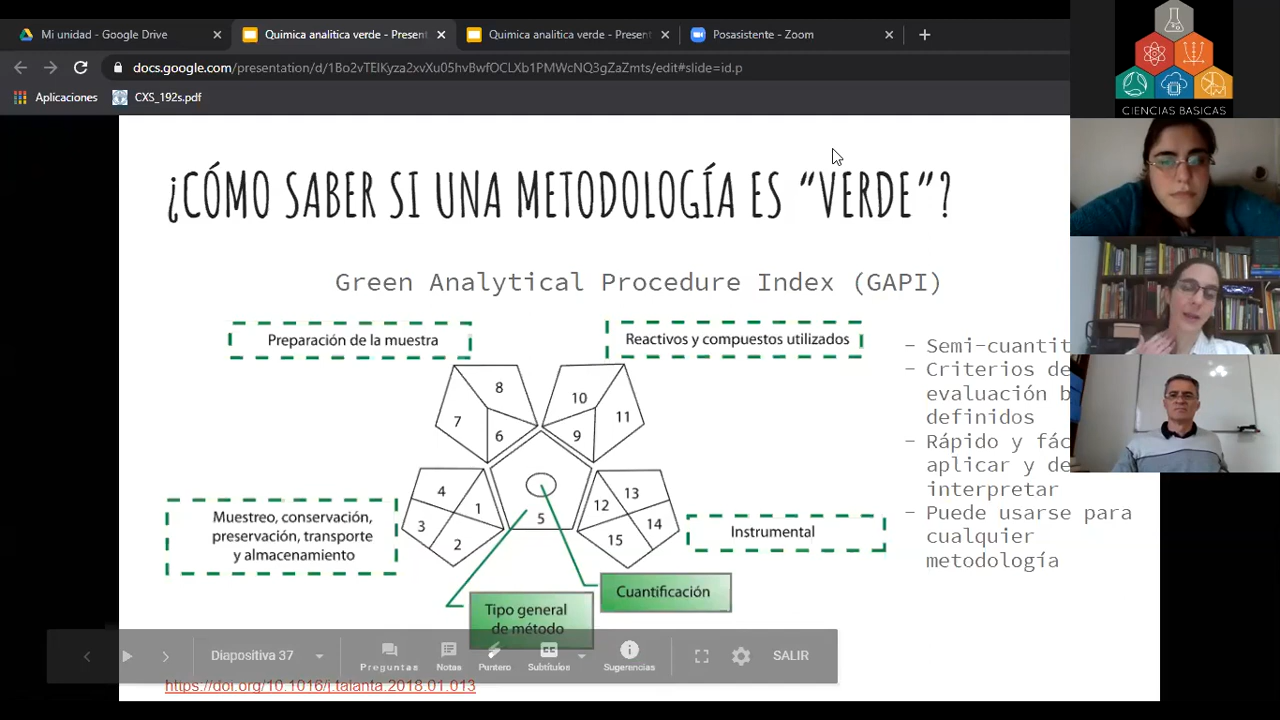 Mi unidad - Google Drive
Quimica analitica verde - Present
Quimica analitica verde - Present
Posasistente - Zoom
docs.google.com/presentation/d/1Bo2vTEIKyza2xvXu05hvBwf9CLXb1PMWcNQ3gZaZmts/edit#slide=id.p
Aplicaciones
CXS_192s.pdf
CIENCIAS BASICAS
¿CÓMO SABER SI UNA METODOLOGÍA ES “VERDE”?
Green Analytical Procedure Index (GAPI)
Preparación de la muestra
Reactivos y compuestos utilizados
8
7
6
10
11
9
4
1
3
2
5
13
12
14
15
Muestreo, conservación,
preservación, transporte
y almacenamiento
Instrumental
Tipo general
de método
Cuantificación
- Semi-cuantit
- Criterios de
evaluación b
definidos
- Rápido y fác
aplicar y de
interpretar
- Puede usarse para
cualquier
metodología
Diapositiva 37
Preguntas
Notas
Puntero
Subtítulos
Sugerencias
SALIR
https://doi.org/10.1016/j.talanta.2018.01.013